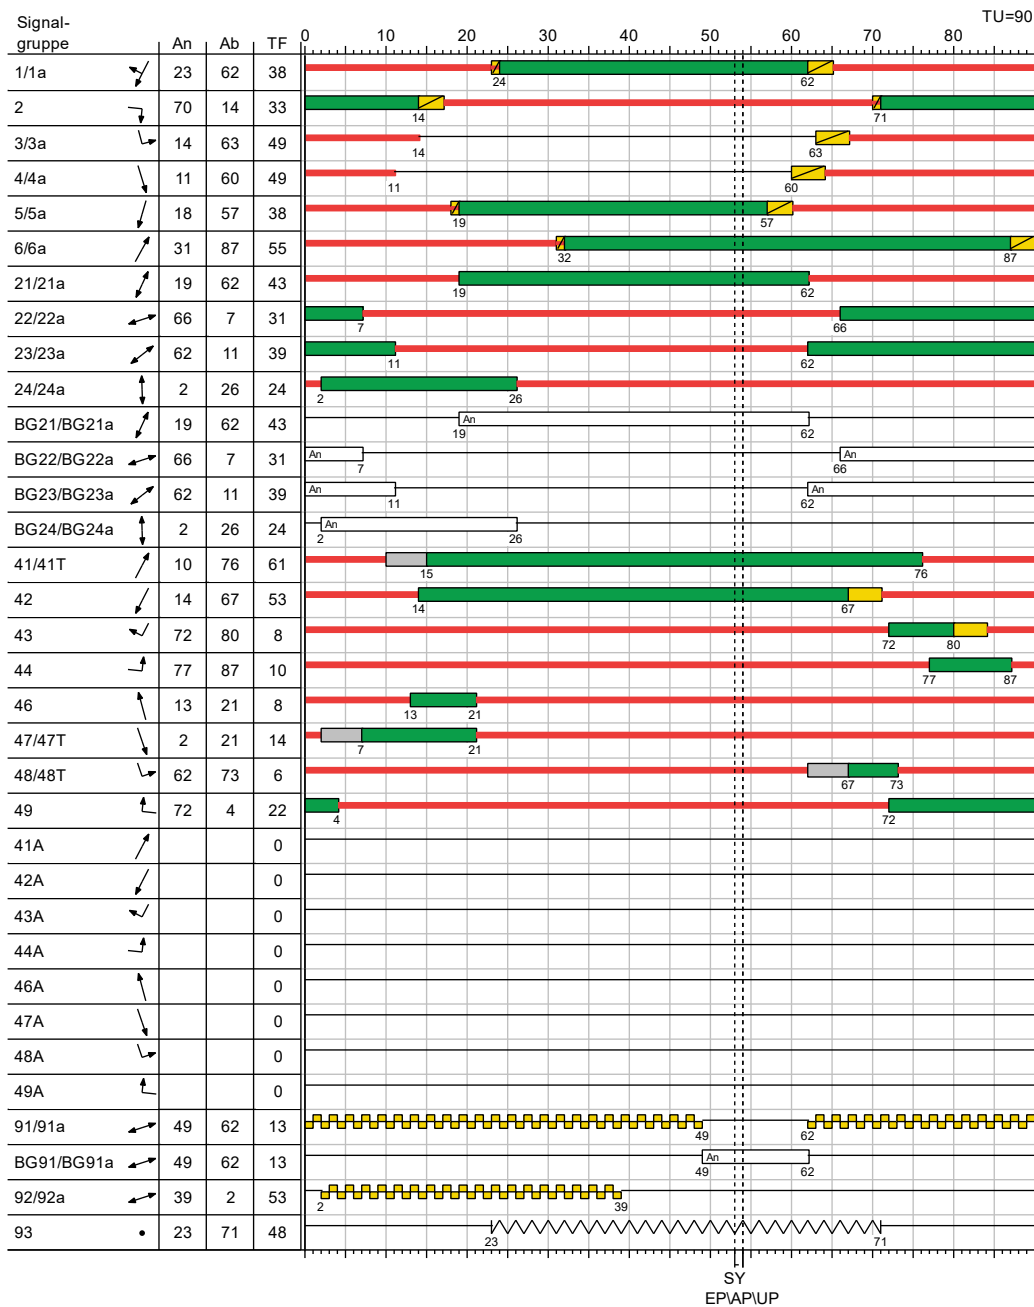 TU=90
Signal-
gruppe An Ab TF 0 10 20 30 40 50 60 70 80
1/1a 23 62 38
24 62
2 70 14 33
14 71
3/3a 14 63 49
14 63
4/4a 11 60 49
11 60
5/5a 18 57 38
19 57
6/6a 31 87 55
32 87
21/21a 19 62 43
19 62
22/22a 66 7 31
7 66
23/23a 62 11 39
11 62
24/24a 2 26 24
2 26
BG21/BG21a 19 62 43 An
19 62
BG22/BG22a 66 7 31 An An
7 66
BG23/BG23a 62 11 39 An An
11 62
BG24/BG24a 2 26 24 An
2 26
41/41T 10 76 61
15 76
42 14 67 53
14 67
43 72 80 8
72 80
44 77 87 10
77 87
46 13 21 8
13 21
47/47T 2 21 14
7 21
48/48T 62 73 6
67 73
49 72 4 22
4 72
41A 0
42A 0
43A 0
44A 0
46A 0
47A 0
48A 0
49A 0
91/91a 49 62 13
49 62
BG91/BG91a 49 62 13 An
49 62
92/92a 39 2 53
2 39
93 23 71 48
23 71
SY
EP\AP\UP